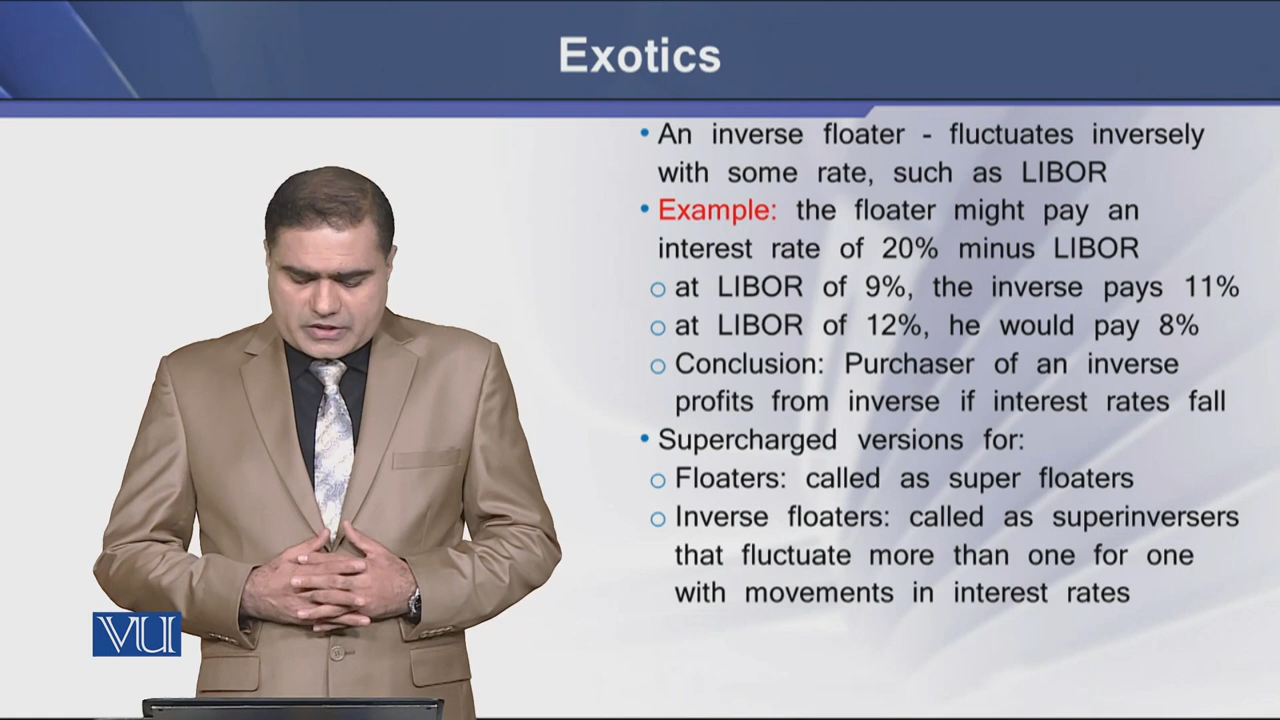 Exotics
• An inverse floater - fluctuates inversely
with some rate, such as LIBOR
• Example: the floater might pay an
interest rate of 20% minus LIBOR
o at LIBOR of 9%, the inverse pays 11%
o at LIBOR of 12%, he would pay 8%
o Conclusion: Purchaser of an inverse
profits from inverse if interest rates fall
• Supercharged versions for:
o Floaters: called as super floaters
o Inverse floaters: called as superinversers
that fluctuate more than one for one
with movements in interest rates
VU